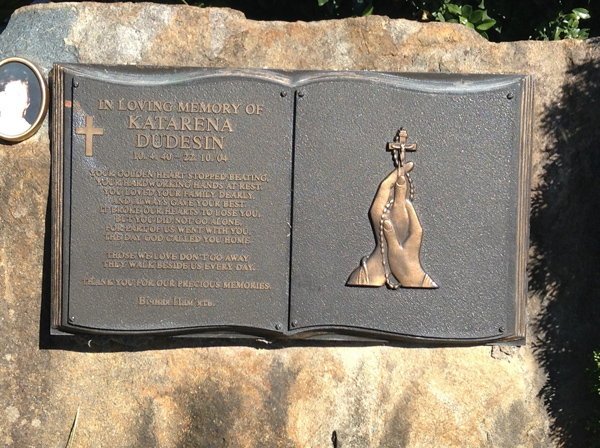 IN LOVING MEMORY OF
KATARENA
DUDESIN
10. 4. 40 - 22. 10. 04
YOUR GOLDEN HEART STOPPED BEATING,
YOUR HARDWORKING HANDS AT REST.
YOU LOVED YOUR FAMILY DEARLY,
AND ALWAYS GAVE YOUR BEST.
IT BROKE OUR HEARTS TO LOSE YOU,
BUT YOU DID NOT GO ALONE,
FOR PART OF US WENT WITH YOU,
THE DAY GOD CALLED YOU HOME.
THOSE WE LOVE DON'T GO AWAY
THEY WALK BESIDE US EVERY DAY.
THANK YOU FOR OUR PRECIOUS MEMORIES